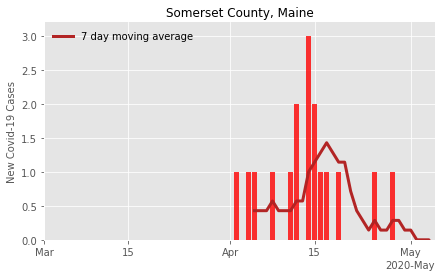 Somerset County, Maine
7 day moving average
New Covid-19 Cases
3.0
2.5
2.0
1.5
1.0
0.5
0.0
Mar 15 Apr 15 May
2020-May